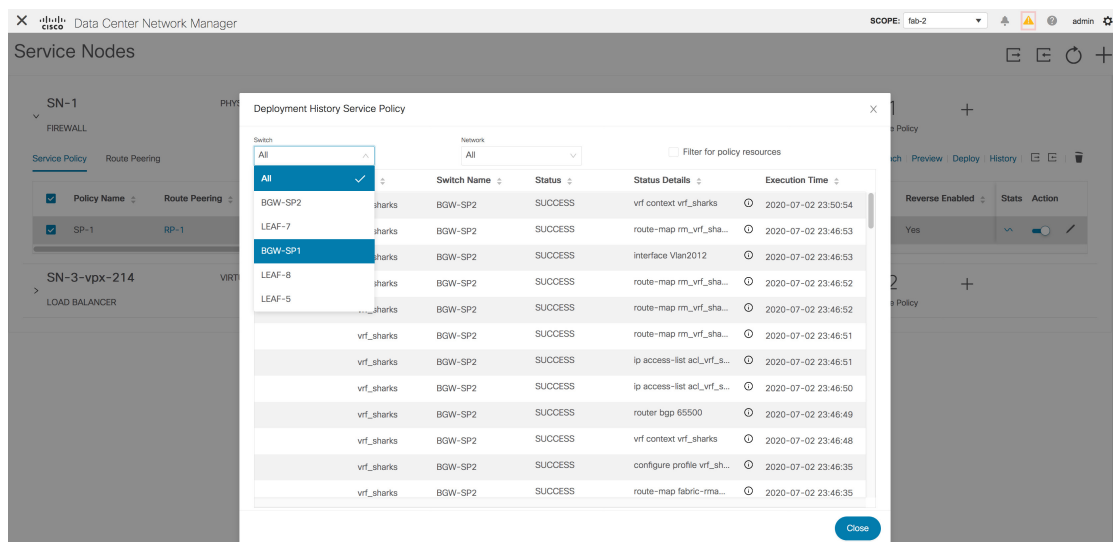 cisco Data Center Network Manager
SCOPE: fab-2
admin
Service Nodes
SN-1
FIREWALL
Service Policy Route Peering
Preview Deploy History
Policy Name Route Peering
Reverse Enabled Stats Action
SP-1 RP-1
Yes
SN-3-vpx-214
LOAD BALANCER
Policy
Policy
Deployment History Service Policy
Switch
All
Network
All
Filter for policy resources
All
BGW-SP2
LEAF-7
BGW-SP1
LEAF-8
LEAF-5
Switch Name Status Status Details Execution Time
BGW-SP2 SUCCESS vrf context vrf_sharks 2020-07-02 23:50:54
BGW-SP2 SUCCESS route-map rm_vrf_sha... 2020-07-02 23:46:53
BGW-SP2 SUCCESS interface Vlan2012 2020-07-02 23:46:53
BGW-SP2 SUCCESS route-map rm_vrf_sha... 2020-07-02 23:46:52
BGW-SP2 SUCCESS route-map rm_vrf_sha... 2020-07-02 23:46:52
vrf_sharks BGW-SP2 SUCCESS route-map rm_vrf_sha... 2020-07-02 23:46:51
vrf_sharks BGW-SP2 SUCCESS ip access-list acl_vrf_s... 2020-07-02 23:46:51
vrf_sharks BGW-SP2 SUCCESS ip access-list acl_vrf_s... 2020-07-02 23:46:50
vrf_sharks BGW-SP2 SUCCESS router bgp 65500 2020-07-02 23:46:49
vrf_sharks BGW-SP2 SUCCESS vrf context vrf_sharks 2020-07-02 23:46:48
vrf_sharks BGW-SP2 SUCCESS configure profile vrf_sh... 2020-07-02 23:46:35
vrf_sharks BGW-SP2 SUCCESS route-map fabric-rma... 2020-07-02 23:46:35
Close